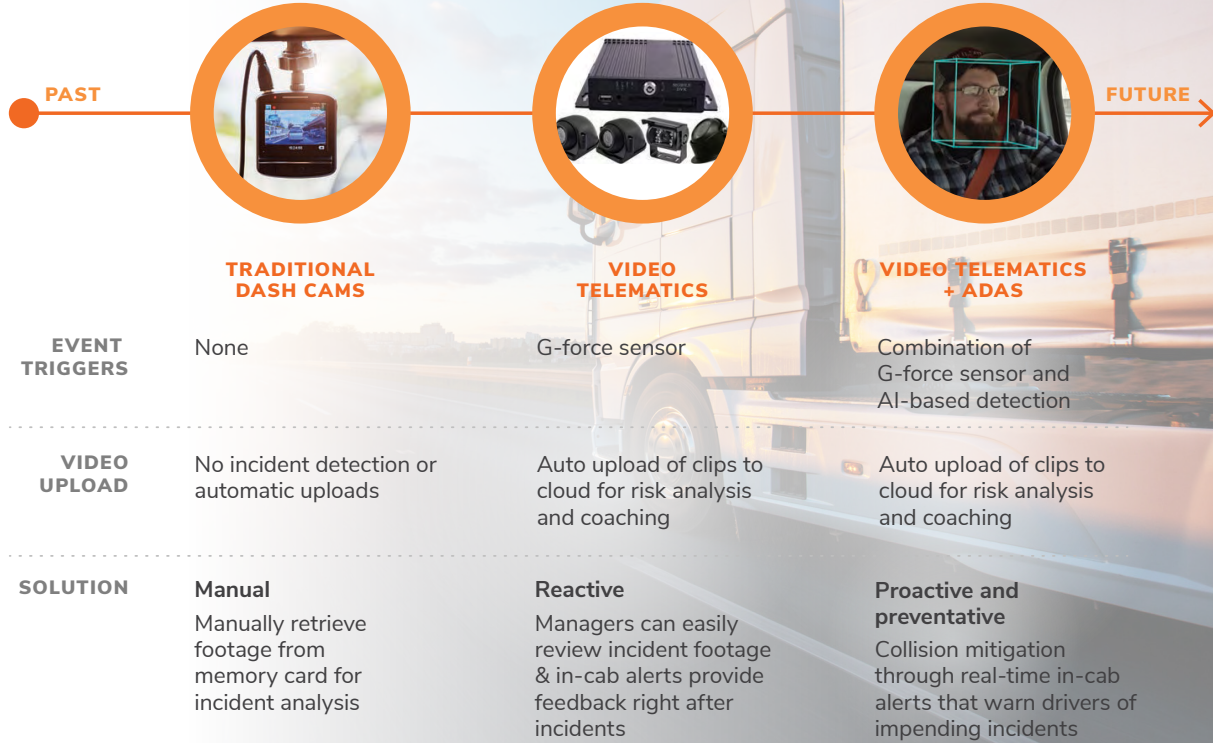 PAST
FUTURE
TRADITIONAL
DASH CAMS
VIDEO
TELEMATICS
VIDEO TELEMATICS
+ ADAS
EVENT
TRIGGERS
None
G-force sensor
Combination of
G-force sensor and
AI-based detection
VIDEO
UPLOAD
No incident detection or
automatic uploads
Auto upload of clips to
cloud for risk analysis
and coaching
Auto upload of clips to
cloud for risk analysis
and coaching
SOLUTION
Manual
Manually retrieve
footage from
memory card for
incident analysis
Reactive
Managers can easily
review incident footage
& in-cab alerts provide
feedback right after
incidents
Proactive and
preventative
Collision mitigation
through real-time in-cab
alerts that warn drivers of
impending incidents